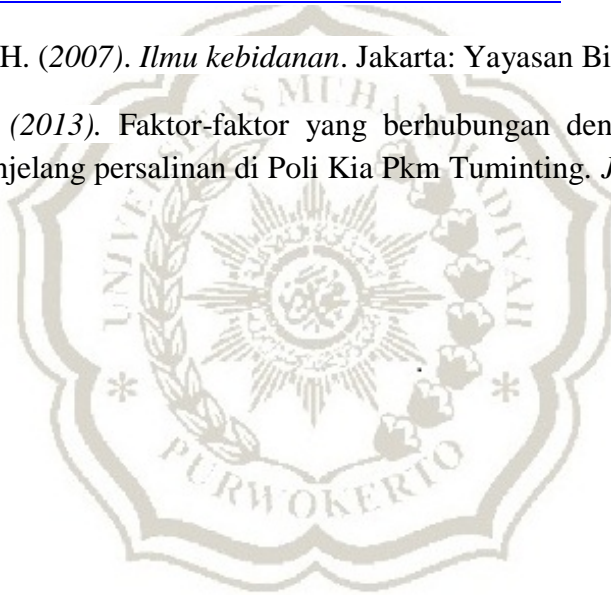 H. (2007). Ilmu kebidanan. Jakarta: Yayasan Bi
(2013). Faktor-faktor yang berhubungan den
njelang persalinan di Poli Kia Pkm Tuminting. J
UNIVERSITAS MUHAMMADIYAH
PURWOKERTO